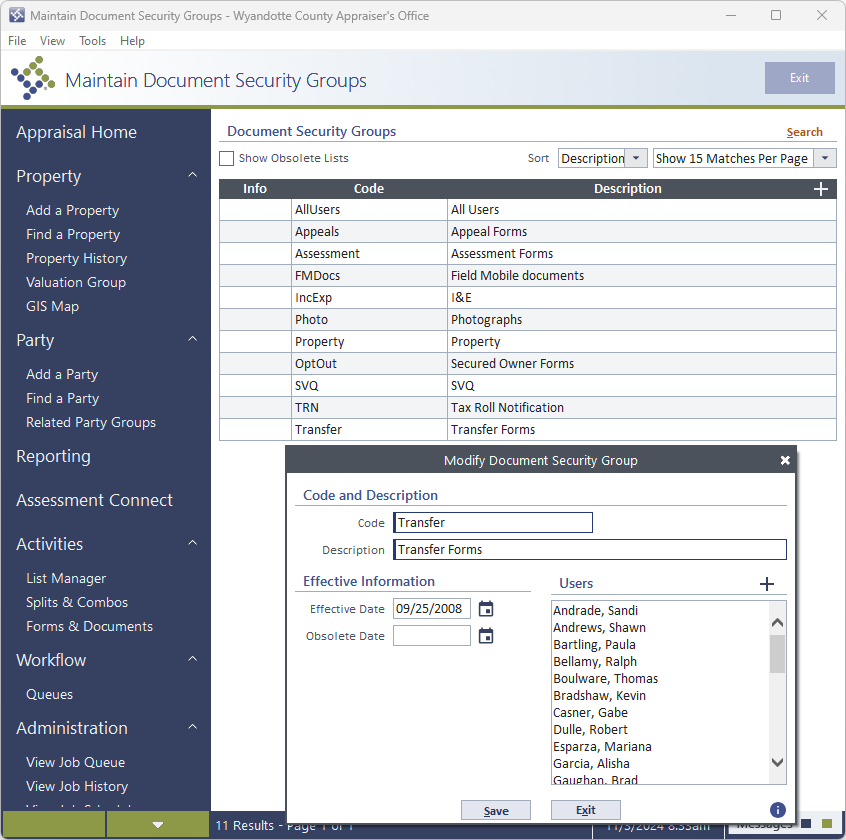 Maintain Document Security Groups - Wyandotte County Appraiser's Office
File View Tools Help
Maintain Document Security Groups
Exit
Appraisal Home
Property
Add a Property
Find a Property
Property History
Valuation Group
GIS Map
Party
Add a Party
Find a Party
Related Party Groups
Reporting
Assessment Connect
Activities
List Manager
Splits & Combos
Forms & Documents
Workflow
Queues
Administration
View Job Queue
View Job History
Document Security Groups
Search
Show Obsolete Lists
Sort Description Show 15 Matches Per Page
Info Code Description
AllUsers All Users
Appeals Appeal Forms
Assessment Assessment Forms
FMDocs Field Mobile documents
IncExp I&E
Photo Photographs
Property Property
OptOut Secured Owner Forms
SVQ SVQ
TRN Tax Roll Notification
Transfer Transfer Forms
Modify Document Security Group
Code and Description
Code Transfer
Description Transfer Forms
Effective Information
Effective Date 09/25/2008
Obsolete Date
Users
Andrade, Sandi
Andrews, Shawn
Bartling, Paula
Bellamy, Ralph
Boulware, Thomas
Bradshaw, Kevin
Casner, Gabe
Dulle, Robert
Esparza, Mariana
Garcia, Alisha
Gaughan, Brad
Save Exit
11 Results - Page 1 of 1
Messages